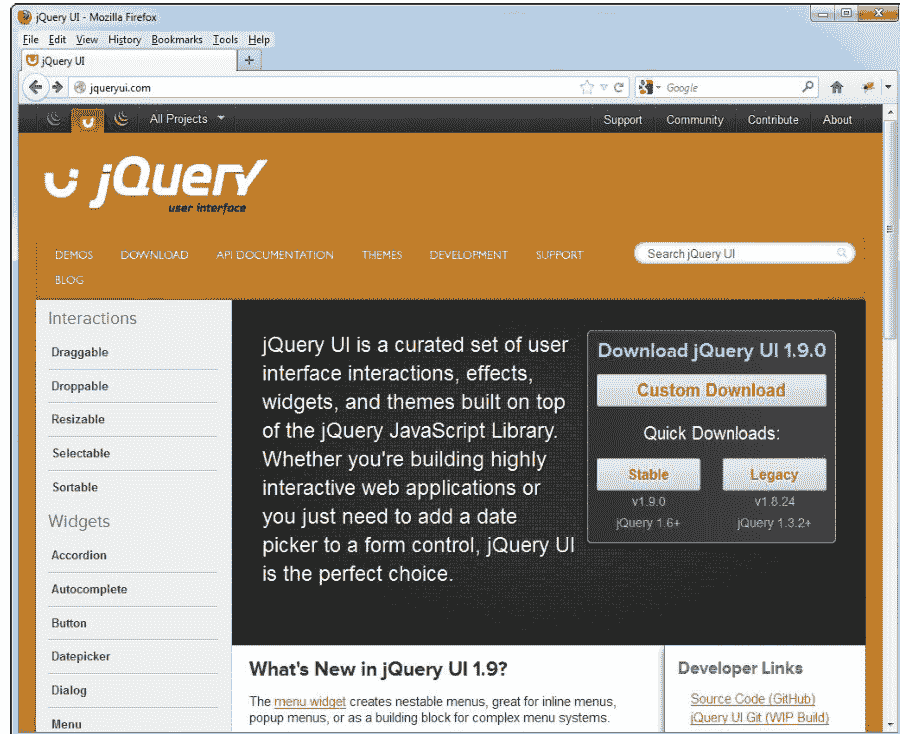 jQuery UI - Mozilla Firefox
File Edit View History Bookmarks Tools Help
jQuery UI
jqueryui.com
Google
All Projects
Support Community Contribute About
jQuery
user interface
DEMOS DOWNLOAD API DOCUMENTATION THEMES DEVELOPMENT SUPPORT
Search jQuery UI
BLOG
Interactions
Draggable
Droppable
Resizable
Selectable
Sortable
Widgets
Accordion
Autocomplete
Button
Datepicker
Dialog
Menu
jQuery UI is a curated set of user
interface interactions, effects,
widgets, and themes built on top
of the jQuery JavaScript Library.
Whether you're building highly
interactive web applications or
you just need to add a date
picker to a form control, jQuery UI
is the perfect choice.
Download jQuery UI 1.9.0
Custom Download
Quick Downloads:
Stable Legacy
v1.9.0 v1.8.24
jQuery 1.6+ jQuery 1.3.2+
What's New in jQuery UI 1.9?
The menu widget creates nestable menus, great for inline menus,
popup menus, or as a building block for complex menu systems.
Developer Links
Source Code (GitHub)
jQuery UI Git (WIP Build)